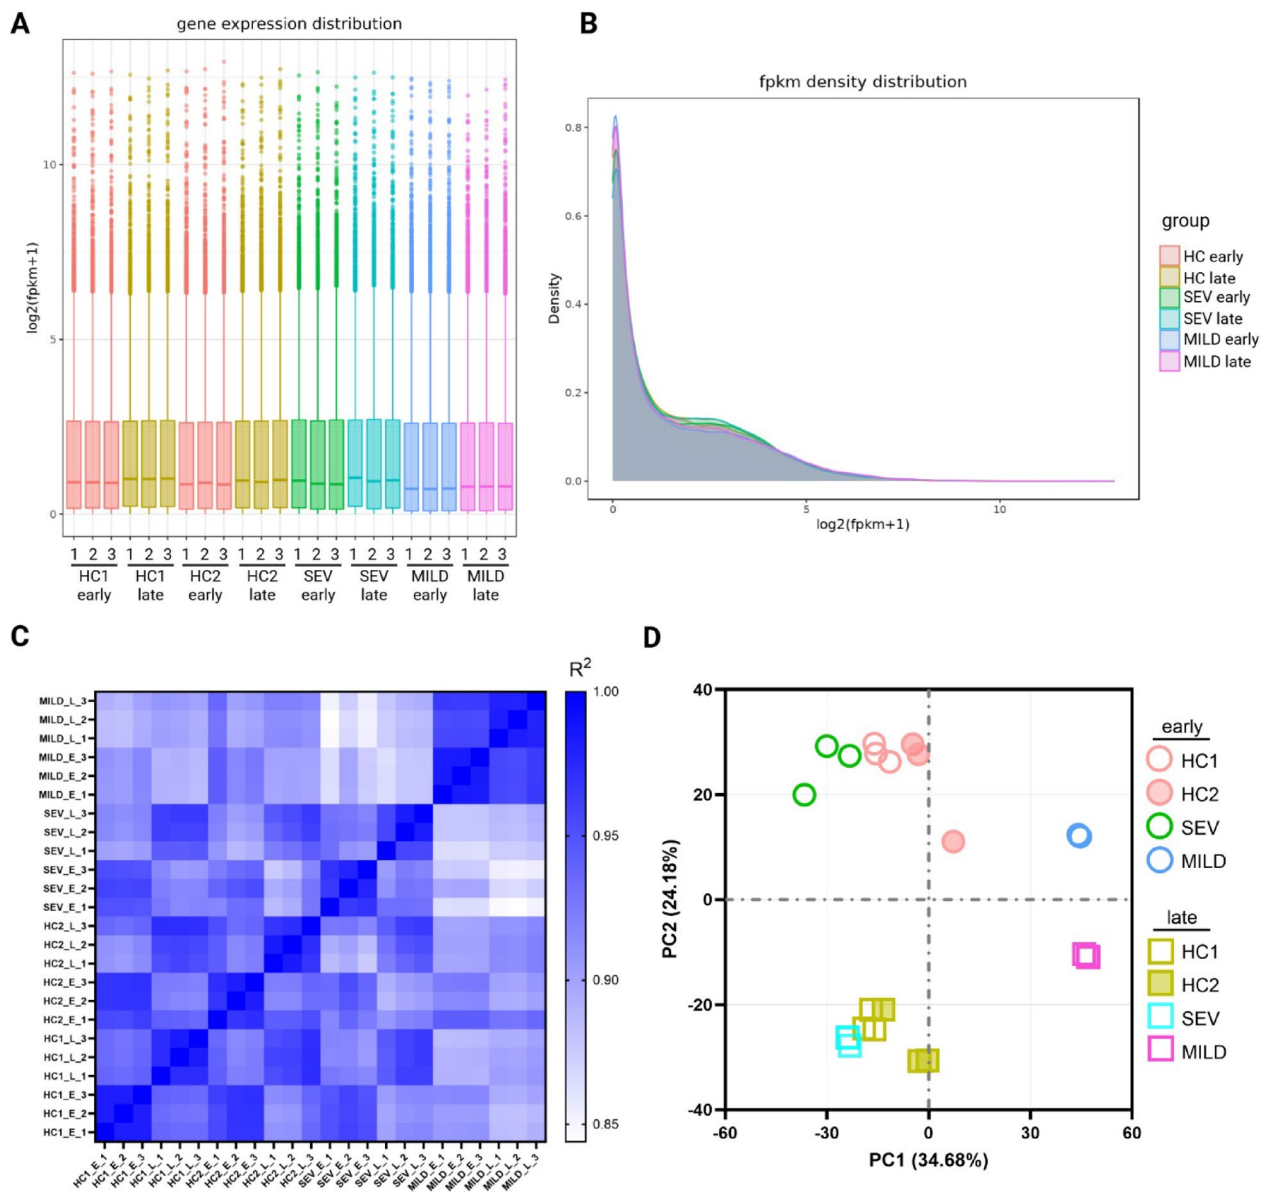 A
gene expression distribution
log2(fpkm+1)
10
5
0
1 2 3 1 2 3 1 2 3 1 2 3 1 2 3 1 2 3 1 2 3 1 2 3
HC1 early
HC1 late
HC2 early
HC2 late
SEV early
SEV late
MILD early
MILD late
B
fpkm density distribution
Density
0.8
0.6
0.4
0.2
0.0
0 5 10
log2(fpkm+1)
group
HC early
HC late
SEV early
SEV late
MILD early
MILD late
C
R2
1.00
0.95
0.90
0.85
MILD_L_3
MILD_L_2
MILD_L_1
MILD_E_3
MILD_E_2
MILD_E_1
SEV_L_3
SEV_L_2
SEV_L_1
SEV_E_3
SEV_E_2
SEV_E_1
HC2_L_3
HC2_L_2
HC2_L_1
HC2_E_3
HC2_E_2
HC2_E_1
HC1_L_3
HC1_L_2
HC1_L_1
HC1_E_3
HC1_E_2
HC1_E_1
HC1_E_1
HC1_E_2
HC1_E_3
HC1_L_1
HC1_L_2
HC1_L_3
HC2_E_1
HC2_E_2
HC2_E_3
HC2_L_1
HC2_L_2
HC2_L_3
SEV_E_1
SEV_E_2
SEV_E_3
SEV_L_1
SEV_L_2
SEV_L_3
MILD_E_1
MILD_E_2
MILD_E_3
MILD_L_1
MILD_L_2
MILD_L_3
D
PC2 (24.18%)
40
20
0
-20
-40
-60 -30 0 30 60
PC1 (34.68%)
early
HC1
HC2
SEV
MILD
late
HC1
HC2
SEV
MILD